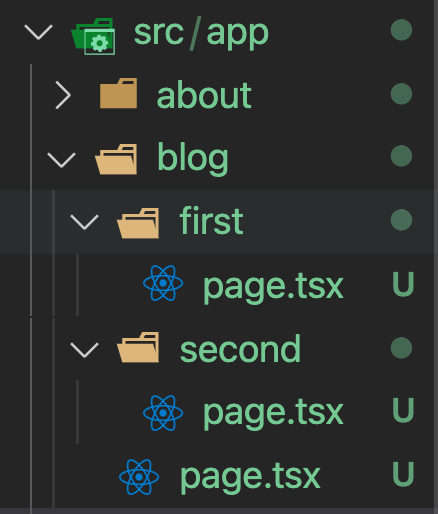 src/app
about
blog
first
page.tsx U
second
page.tsx U
page.tsx U